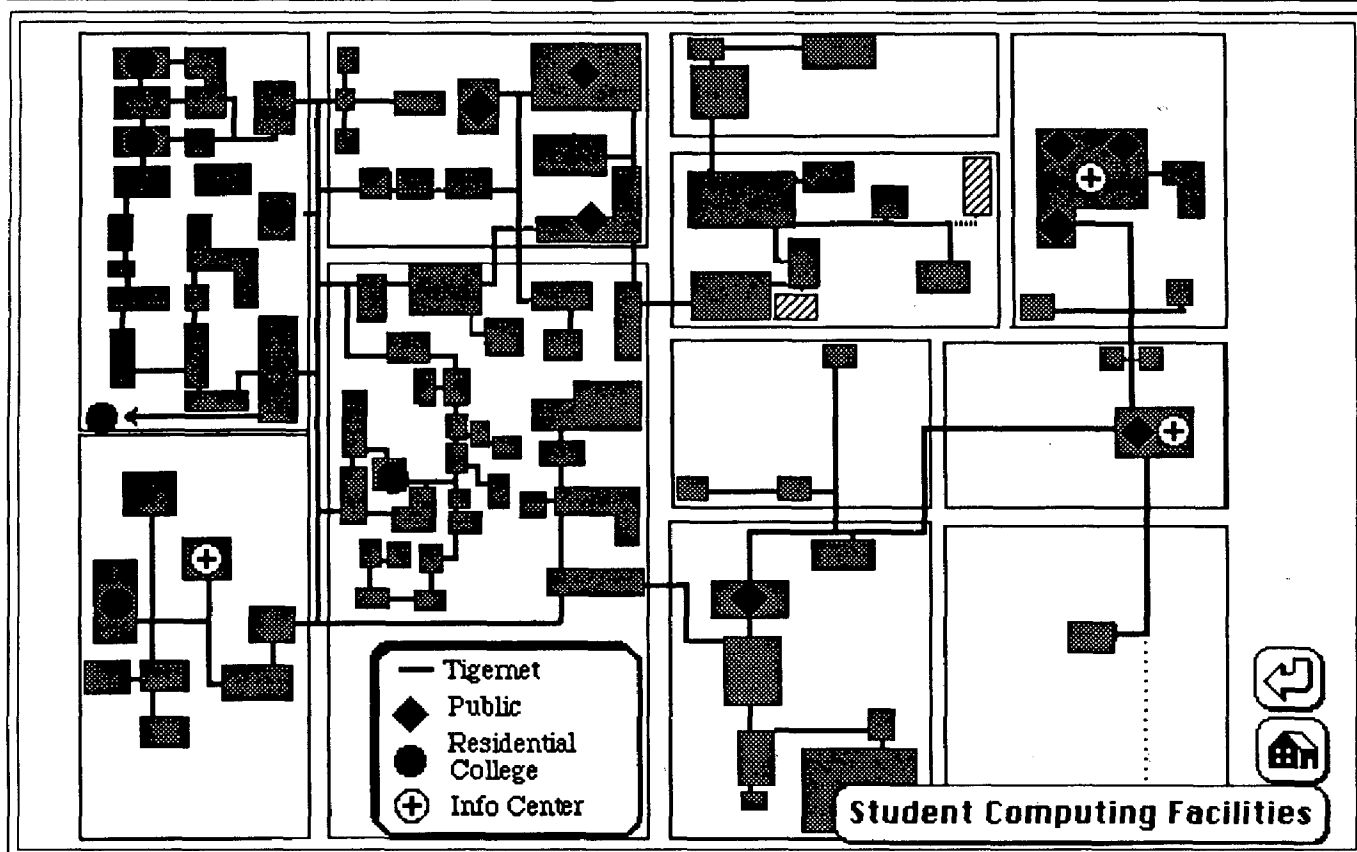 Tigernet
Public
Residential
College
Info Center
Student Computing Facilities